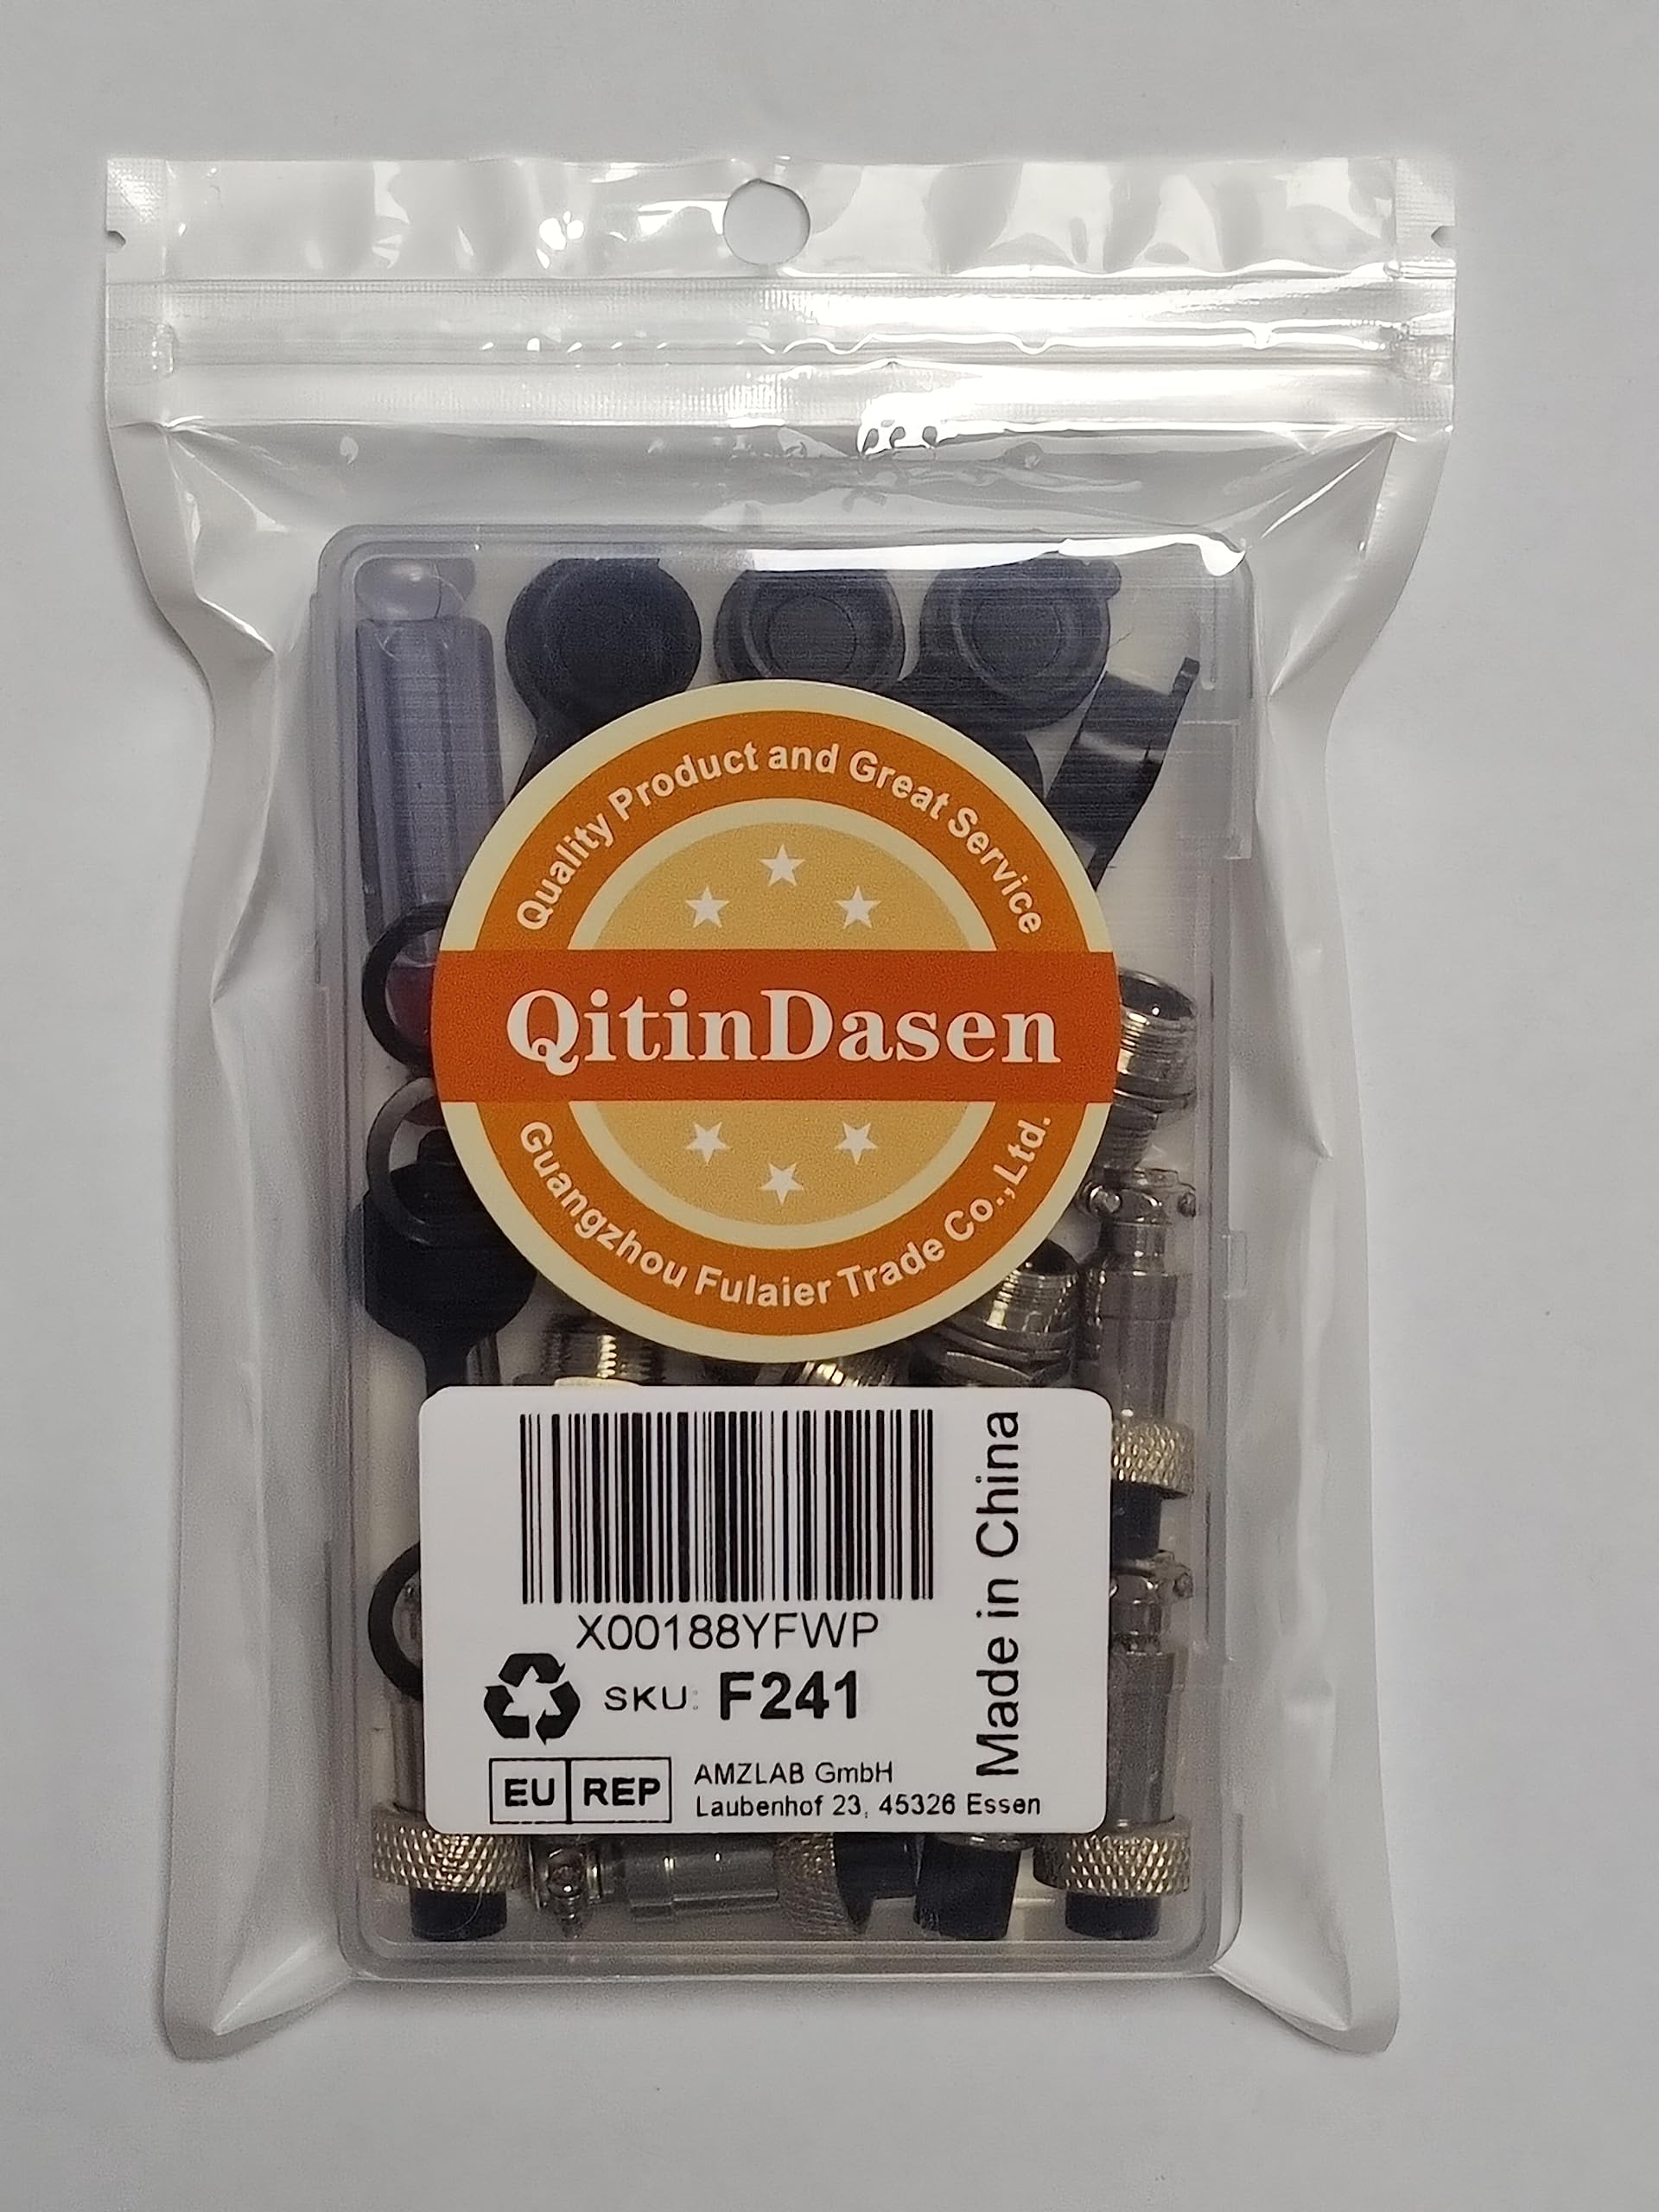 Quality Product and Great Service
QitinDasen
Guangzhou Fulaier Trade Co.,Ltd.
X00188YFWP
SKU: F241
EU REP
AMZLAB GmbH
Laubenhof 23, 45326 Essen
Made in China